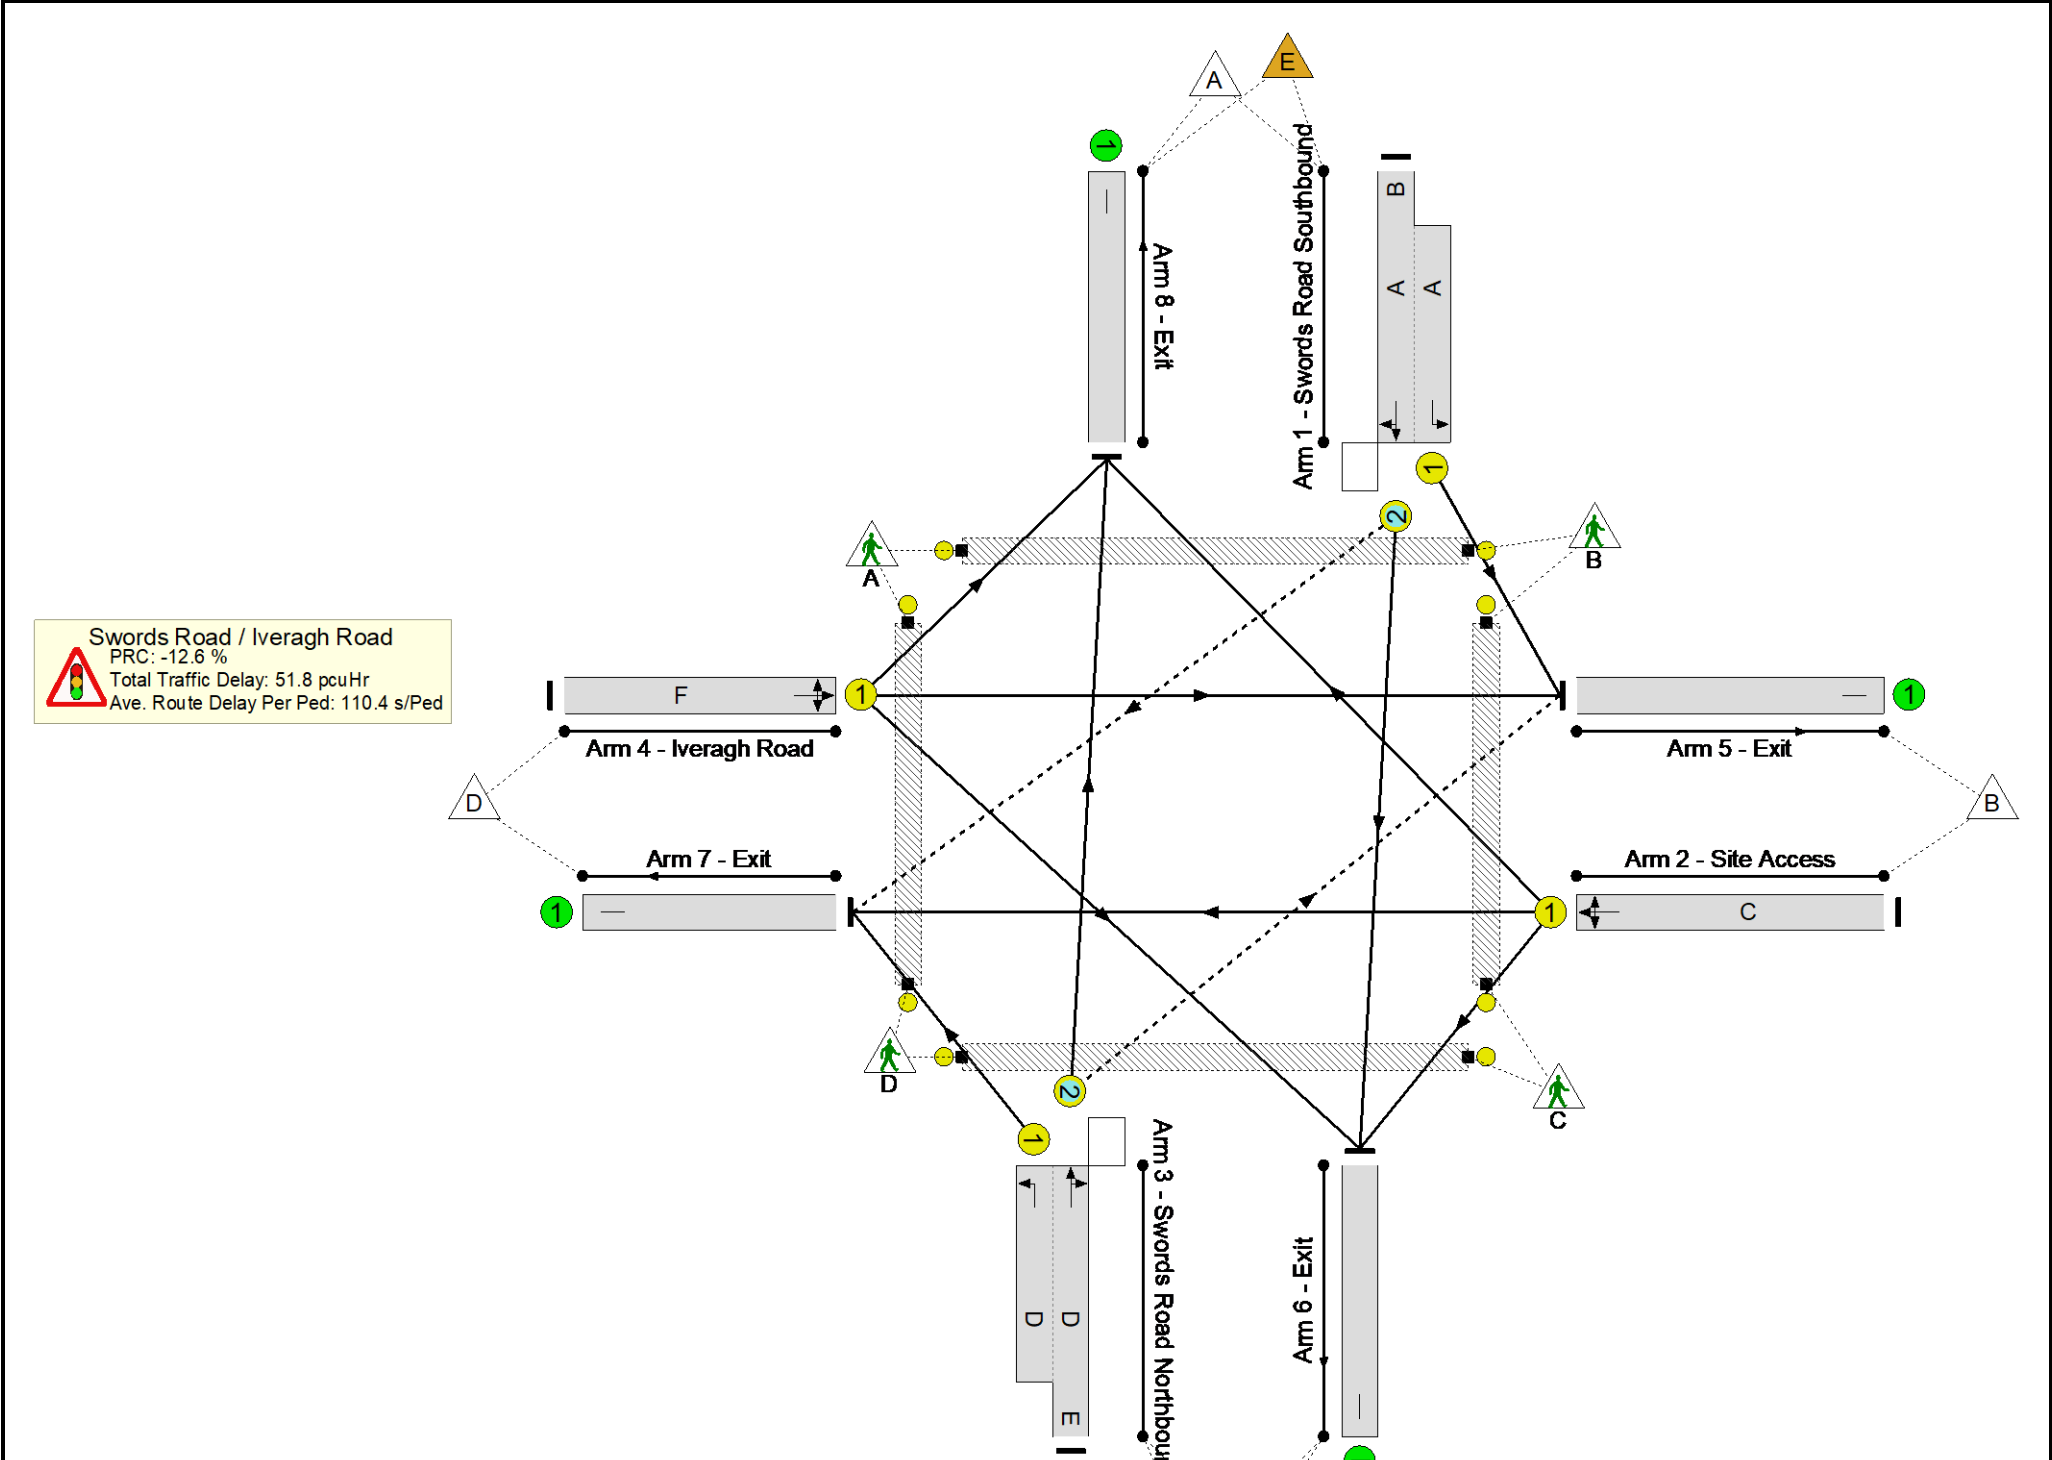 A
E
1
Arm 8 - Exit
Arm 1 - Swords Road Southbound
B
A
A
1
2
A
B
Swords Road / Iveragh Road
PRC: -12.6 %
Total Traffic Delay: 51.8 pcuHr
Ave. Route Delay Per Ped: 110.4 s/Ped
F
1
1
Arm 4 - Iveragh Road
Arm 5 - Exit
D
B
Arm 7 - Exit
Arm 2 - Site Access
1
1
C
D
2
C
1
Arm 3 - Swords Road Northbou
Arm 6 - Exit
D
D
E